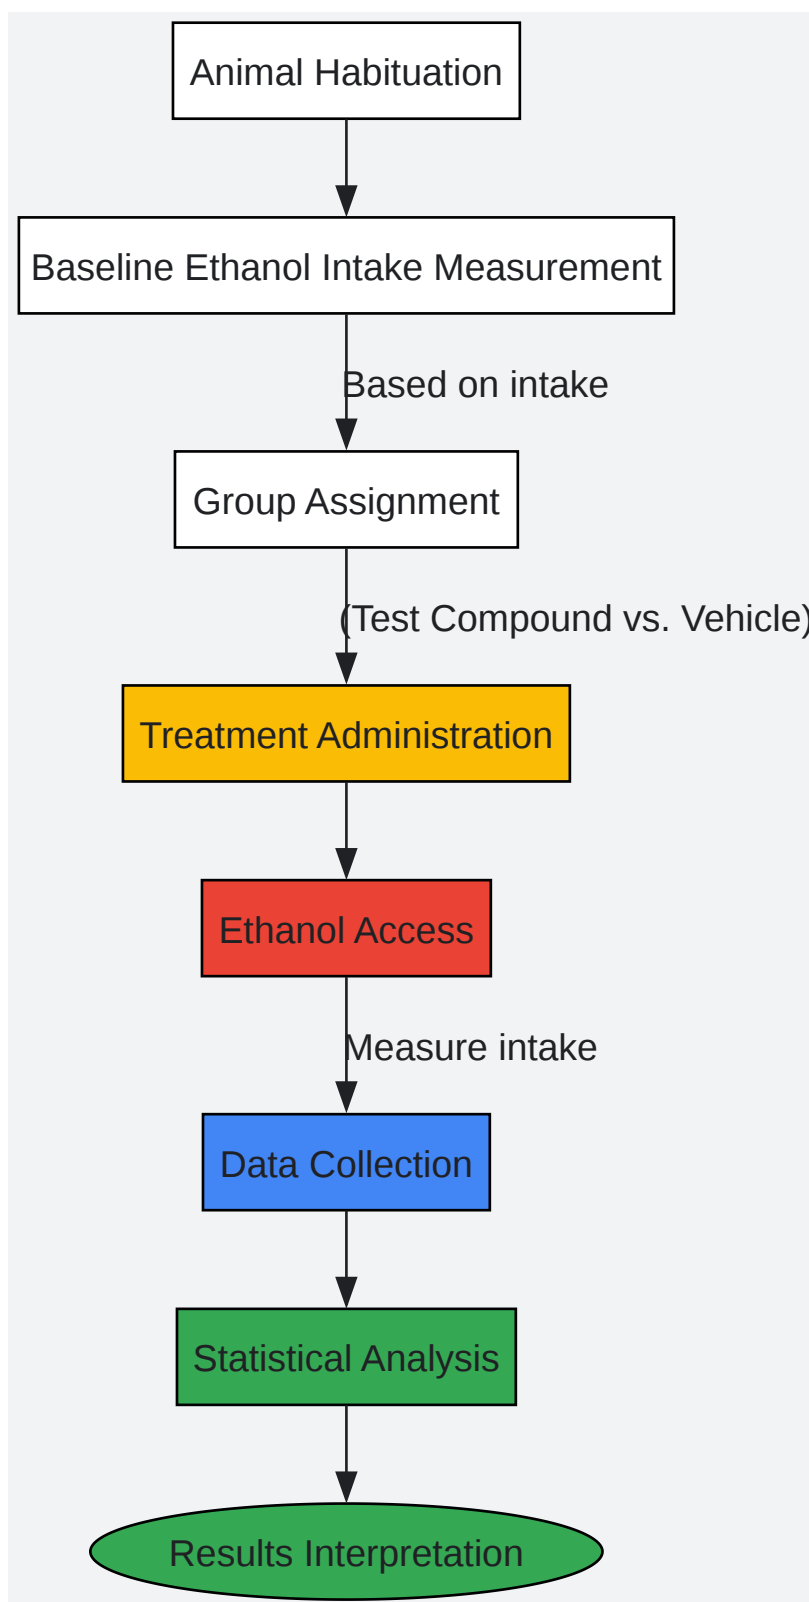 Animal Habituation
Baseline Ethanol Intake Measurement
Based on intake
Group Assignment
(Test Compound vs. Vehicle)
Treatment Administration
Ethanol Access
Measure intake
Data Collection
Statistical Analysis
Results Interpretation